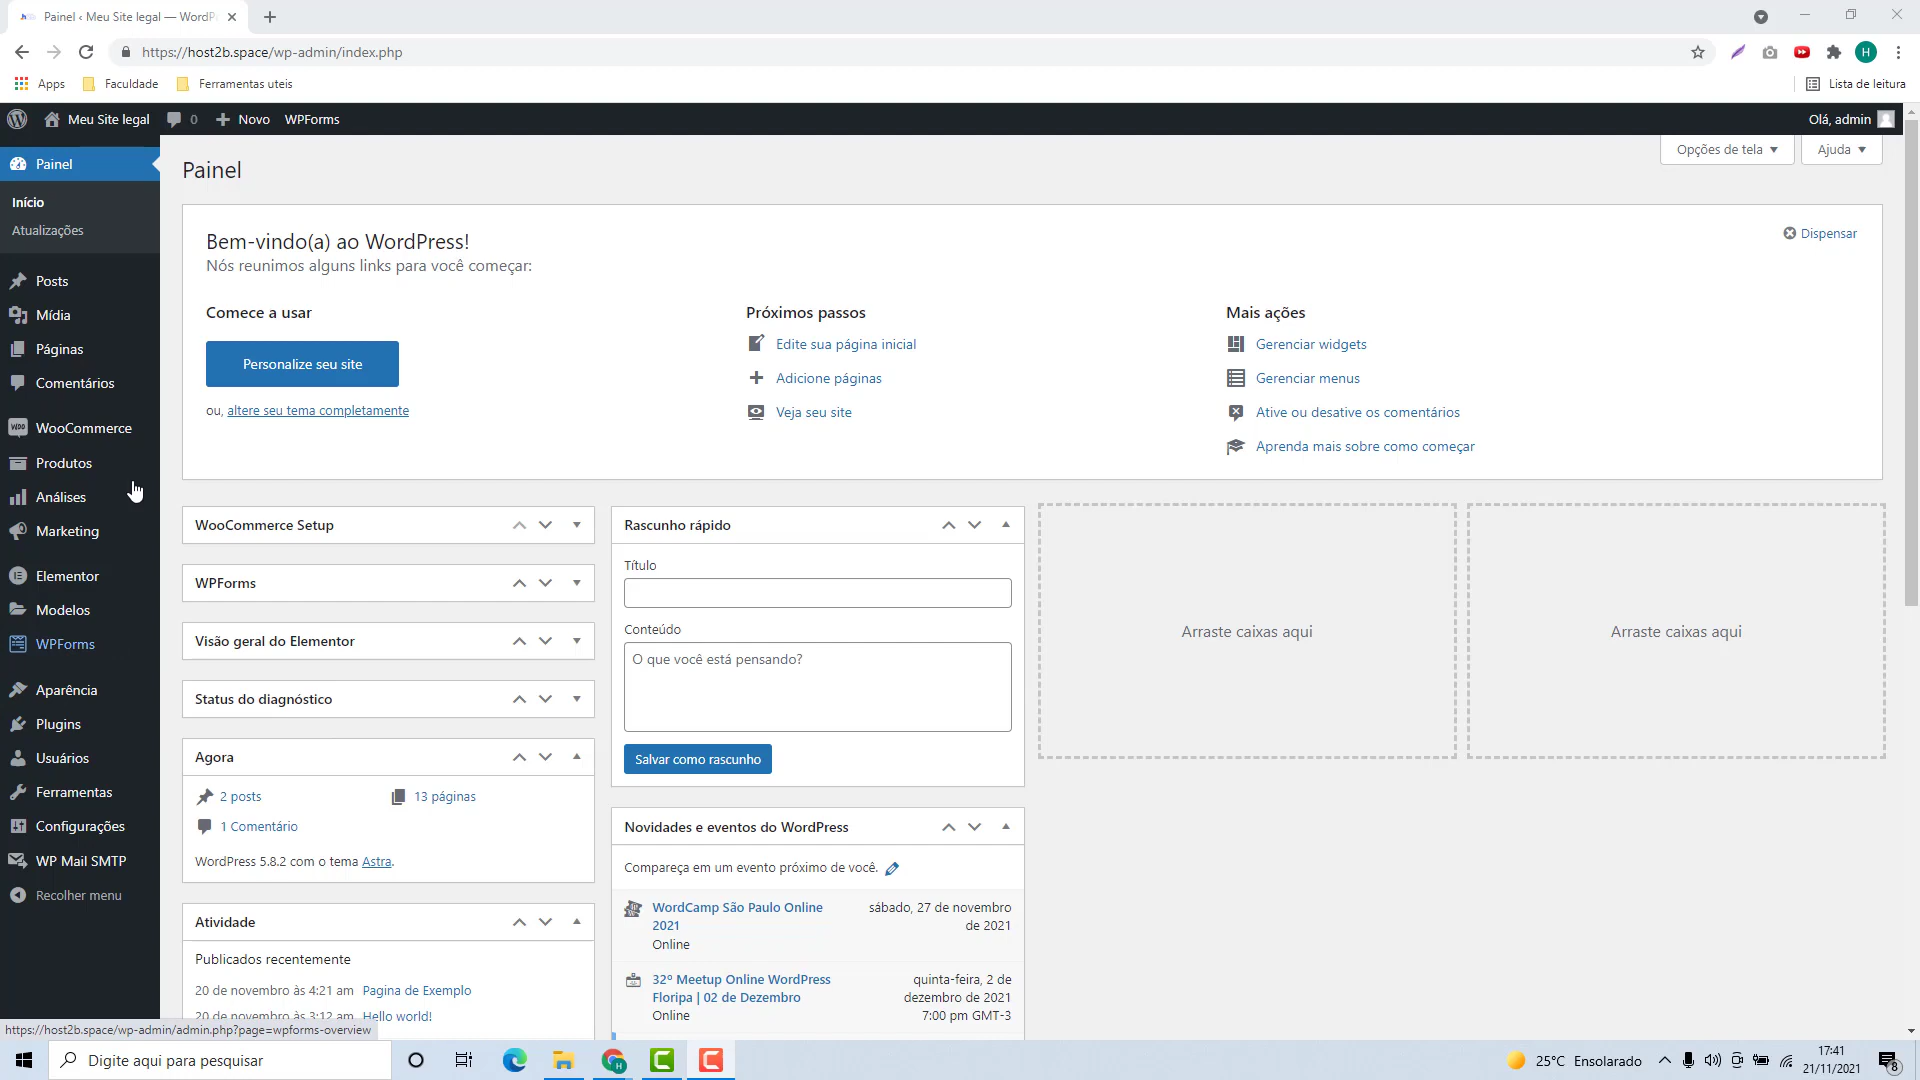 Painel ‹ Meu Site legal — WordP
https://host2b.space/wp-admin/index.php
H
Apps
Faculdade
Ferramentas uteis
Lista de leitura
Meu Site legal
0
Novo
WPForms
Olá, admin
Painel
Início
Atualizações
Posts
Mídia
Páginas
Comentários
WooCommerce
Produtos
Análises
Marketing
Elementor
Modelos
WPForms
Aparência
Plugins
Usuários
Ferramentas
Configurações
WP Mail SMTP
Recolher menu
Painel
Opções de tela
Ajuda
Bem-vindo(a) ao WordPress!
Nós reunimos alguns links para você começar:
Dispensar
Comece a usar
Personalize seu site
ou, altere seu tema completamente
Próximos passos
Edite sua página inicial
Adicione páginas
Veja seu site
Mais ações
Gerenciar widgets
Gerenciar menus
Ative ou desative os comentários
Aprenda mais sobre como começar
WooCommerce Setup
WPForms
Visão geral do Elementor
Status do diagnóstico
Agora
2 posts
13 páginas
1 Comentário
WordPress 5.8.2 com o tema Astra.
Atividade
Publicados recentemente
20 de novembro às 4:21 am Pagina de Exemplo
20 de novembro às 3:12 am Hello world!
Rascunho rápido
Título
Conteúdo
O que você está pensando?
Salvar como rascunho
Novidades e eventos do WordPress
Compareça em um evento próximo de você.
WordCamp São Paulo Online
2021
Online
sábado, 27 de novembro
de 2021
32º Meetup Online WordPress
Floripa | 02 de Dezembro
Online
quinta-feira, 2 de
dezembro de 2021
7:00 pm GMT-3
Arraste caixas aqui
Arraste caixas aqui
https://host2b.space/wp-admin/admin.php?page=wpforms-overview
Digite aqui para pesquisar
25°C Ensolarado
17:41
21/11/2021
8